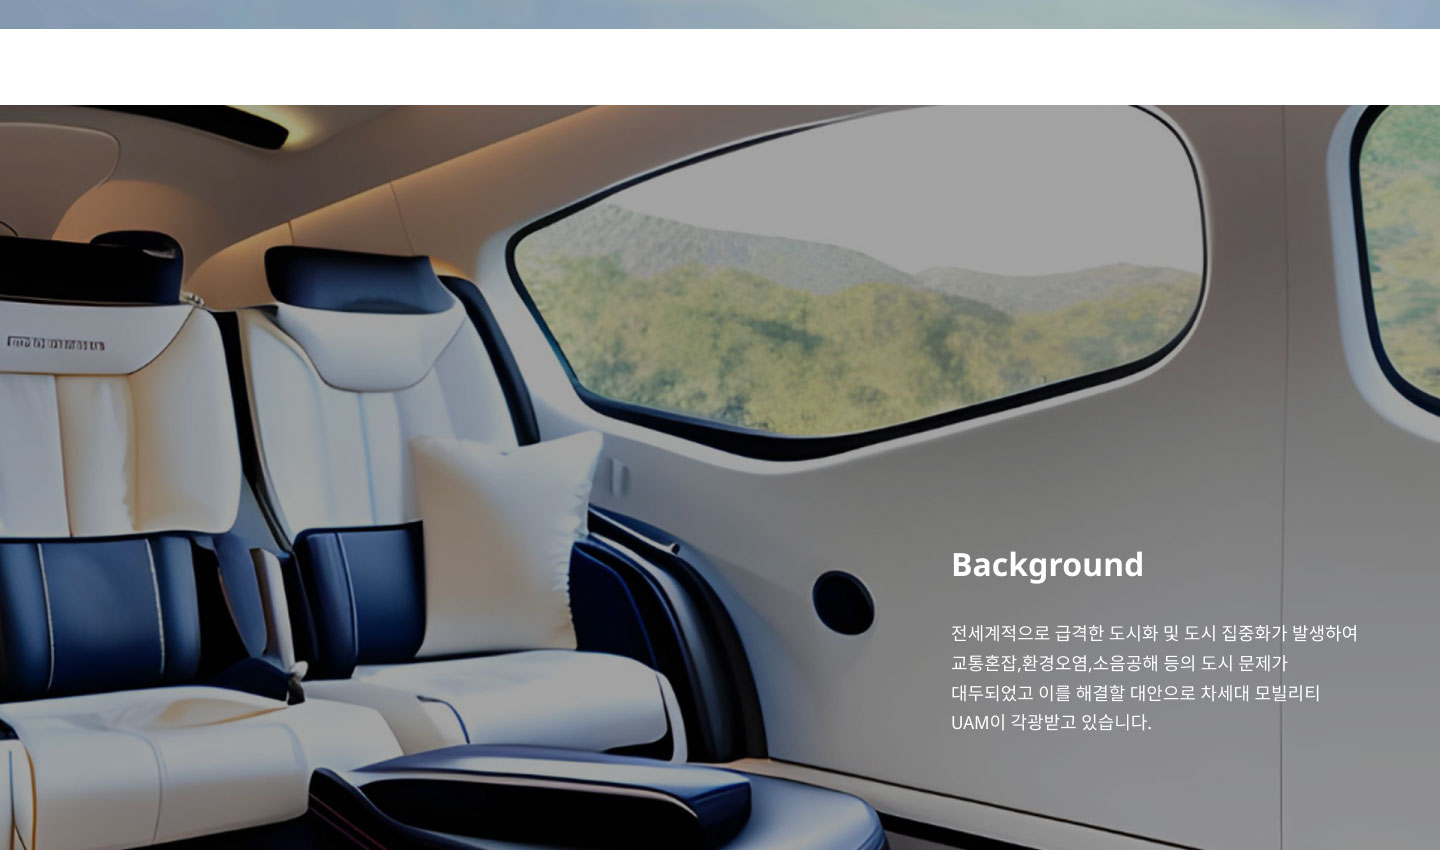 Background
전세계적으로 급격한 도시화 및 도시 집중화가 발생하여
교통혼잡,환경오염,소음공해 등의 도시 문제가
대두되었고 이를 해결할 대안으로 차세대 모빌리티
UAM이 각광받고 있습니다.